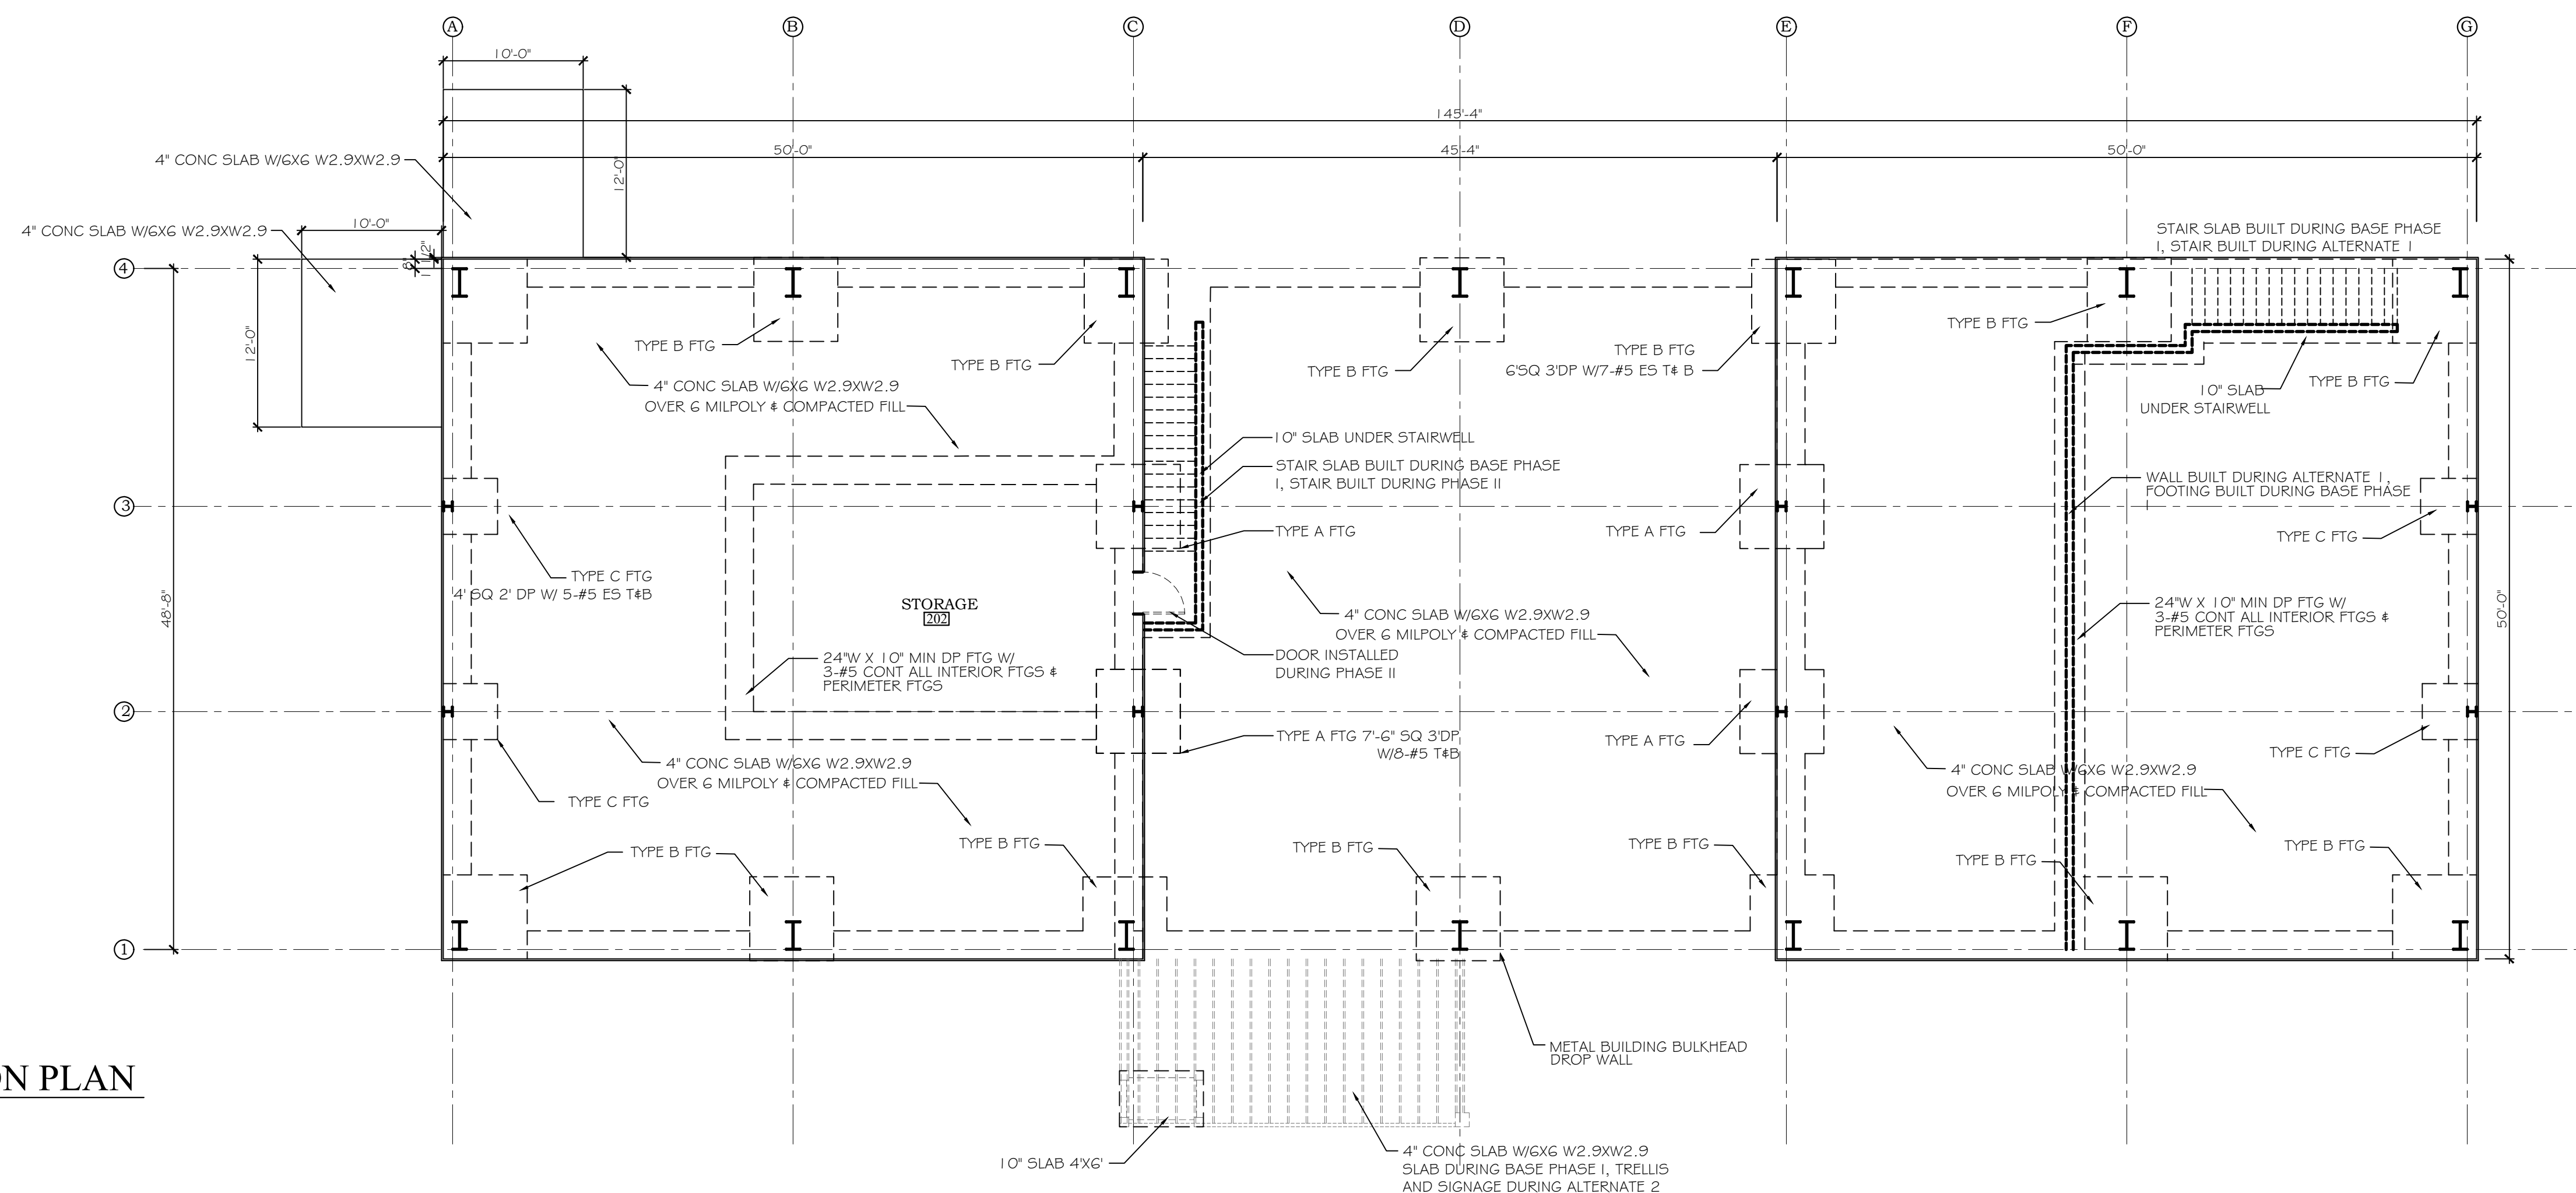 A B C D E F G
10'-0"
145'-4"
50'-0" 45'-4" 50'-0"
12'-0"
4" CONC SLAB W/6X6 W2.9XW2.9
4" CONC SLAB W/6X6 W2.9XW2.9
10'-0"
8"
12'-0"
STAIR SLAB BUILT DURING BASE PHASE
I, STAIR BUILT DURING ALTERNATE 1
4
TYPE B FTG
TYPE B FTG
TYPE B FTG
TYPE B FTG
6'SQ 3'DP W/7-#5 ES T& B
TYPE B FTG
TYPE B FTG
10" SLAB
UNDER STAIRWELL
4" CONC SLAB W/6X6 W2.9XW2.9
OVER 6 MILPOLY & COMPACTED FILL
10" SLAB UNDER STAIRWELL
STAIR SLAB BUILT DURING BASE PHASE
I, STAIR BUILT DURING PHASE II
WALL BUILT DURING ALTERNATE 1,
FOOTING BUILT DURING BASE PHASE
I
3
TYPE A FTG
TYPE A FTG
TYPE C FTG
TYPE C FTG
4' SQ 2' DP W/ 5-#5 ES T&B
48'-8"
50'-0"
STORAGE
202
4" CONC SLAB W/6X6 W2.9XW2.9
OVER 6 MILPOLY & COMPACTED FILL
24"W X 10" MIN DP FTG W/
3-#5 CONT ALL INTERIOR FTGS &
PERIMETER FTGS
24"W X 10" MIN DP FTG W/
3-#5 CONT ALL INTERIOR FTGS &
PERIMETER FTGS
DOOR INSTALLED
DURING PHASE II
2
TYPE A FTG 7'-6" SQ 3'DP
W/8-#5 T&B
TYPE A FTG
TYPE C FTG
4" CONC SLAB W/6X6 W2.9XW2.9
OVER 6 MILPOLY & COMPACTED FILL
4" CONC SLAB W/6X6 W2.9XW2.9
OVER 6 MILPOLY & COMPACTED FILL
TYPE C FTG
TYPE B FTG
TYPE B FTG
TYPE B FTG
TYPE B FTG
TYPE B FTG
TYPE B FTG
1
METAL BUILDING BULKHEAD
DROP WALL
ON PLAN
10" SLAB 4'X6'
4" CONC SLAB W/6X6 W2.9XW2.9
SLAB DURING BASE PHASE I, TRELLIS
AND SIGNAGE DURING ALTERNATE 2